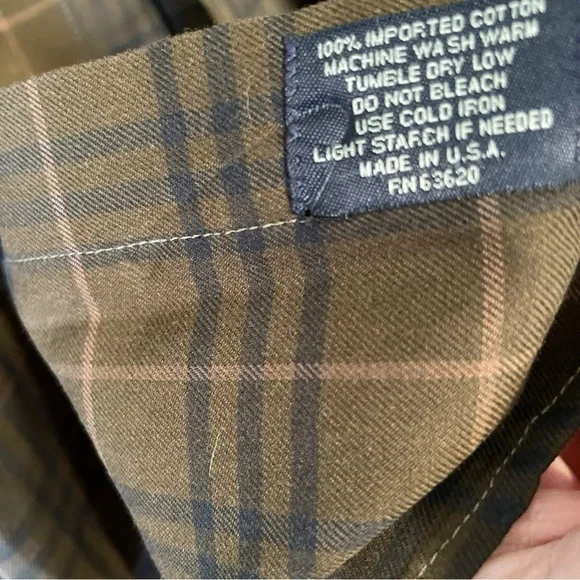 100% IMPORTED COTTON
MACHINE WASH WARM
TUMBLE DRY LOW
DO NOT BLEACH
USE COLD IRON
LIGHT STARCH IF NEEDED
MADE IN U.S.A.
RN 63620